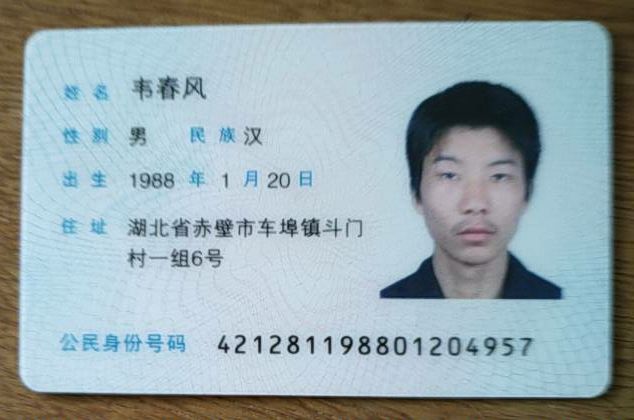 姓名 韦春风
性别 男 民族 汉
出生 1988 年 1 月 20 日
住址 湖北省赤壁市车埠镇斗门
村一组6号
公民身份号码 421281198801204957